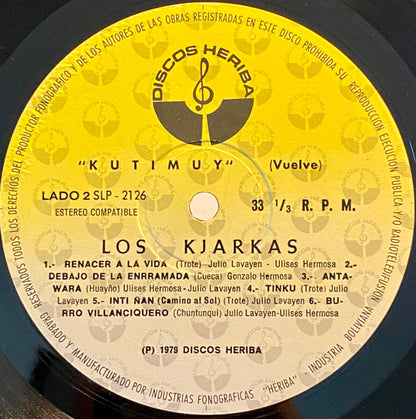 RESERVADOS TODOS LOS DERECHOS DEL PRODUCTOR FONOGRAFICO Y DE LOS AUTORES DE LAS OBRAS REGISTRADAS EN ESTE DISCO PROHIBIDA SU REPRODUCCION EJECUCION PUBLICA Y/O RADIOTELEDIFUSION
DISCOS HERIBA
"KUTIMUY" (Vuelve)
LADO 2 SLP - 2126
ESTEREO COMPATIBLE
33 1/3 R. P. M.
LOS KJARKAS
1.- RENACER A LA VIDA (Trote) Julio Lavayen - Ulises Hermosa 2.-
DEBAJO DE LA ENRRAMADA (Cueca) Gonzalo Hermosa 3.- ANTA-
WARA (Huayño) Ulises Hermosa-Julio Lavayen 4.- TINKU (Trote) Julio
Lavayen 5.- INTI ÑAN (Camino al Sol) (Trote) Julio Lavayen 6.- BU-
RRO VILLANCIQUERO (Chuntunqui) Julio Lavayen-Ulises Hermosa
(P) 1979 DISCOS HERIBA
GRABADO Y MANUFACTURADO POR INDUSTRIAS FONOGRAFICAS "HERIBA" - INDUSTRIA BOLIVIANA